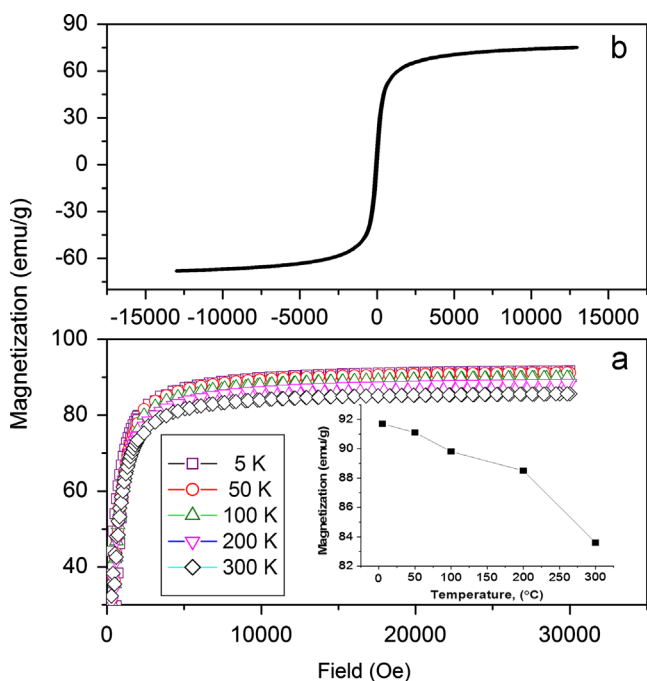 90
60
30
0
-30
-60
b
-15000 -10000 -5000 0 5000 10000 15000
Magnetization (emu/g)
100
80
60
40
a
5 K
50 K
100 K
200 K
300 K
92
90
88
86
84
82
Magnetization (emu/g)
0 50 100 150 200 250 300
Temperature, (°C)
0 10000 20000 30000
Field (Oe)